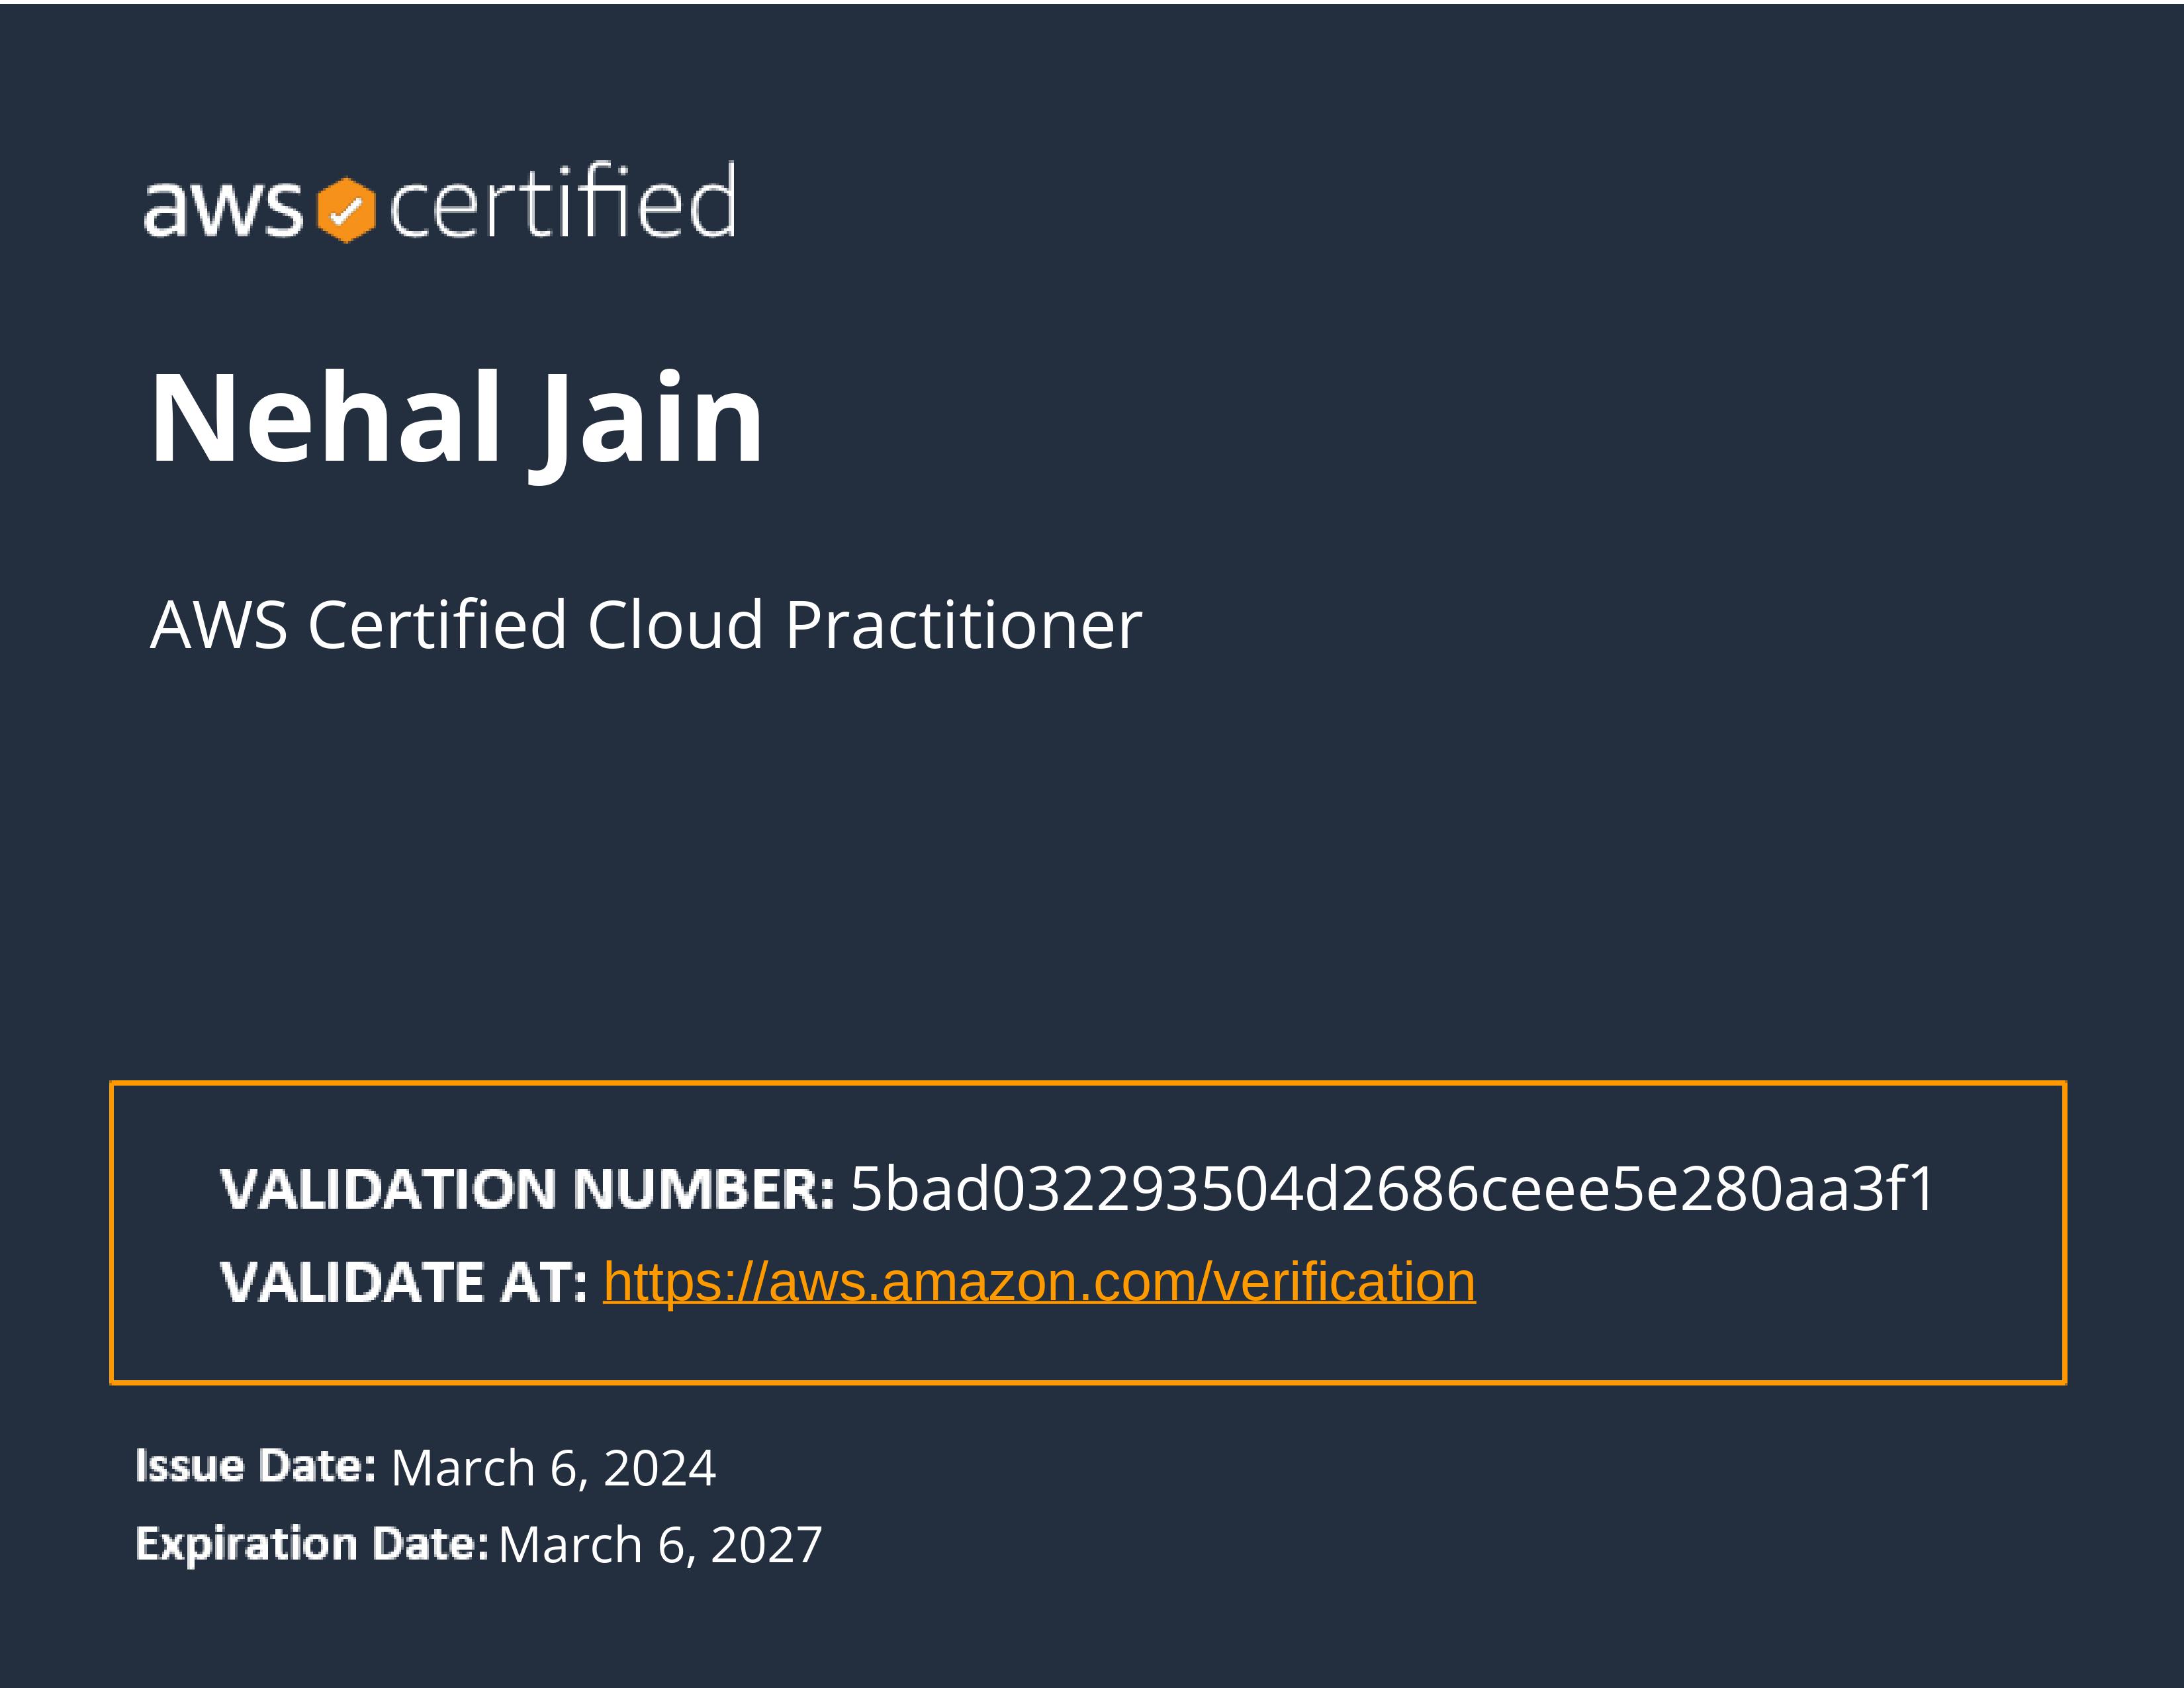 aws certified
Nehal Jain
AWS Certified Cloud Practitioner
VALIDATION NUMBER: 5bad032293504d2686ceee5e280aa3f1
VALIDATE AT: https://aws.amazon.com/verification
Issue Date: March 6, 2024
Expiration Date: March 6, 2027